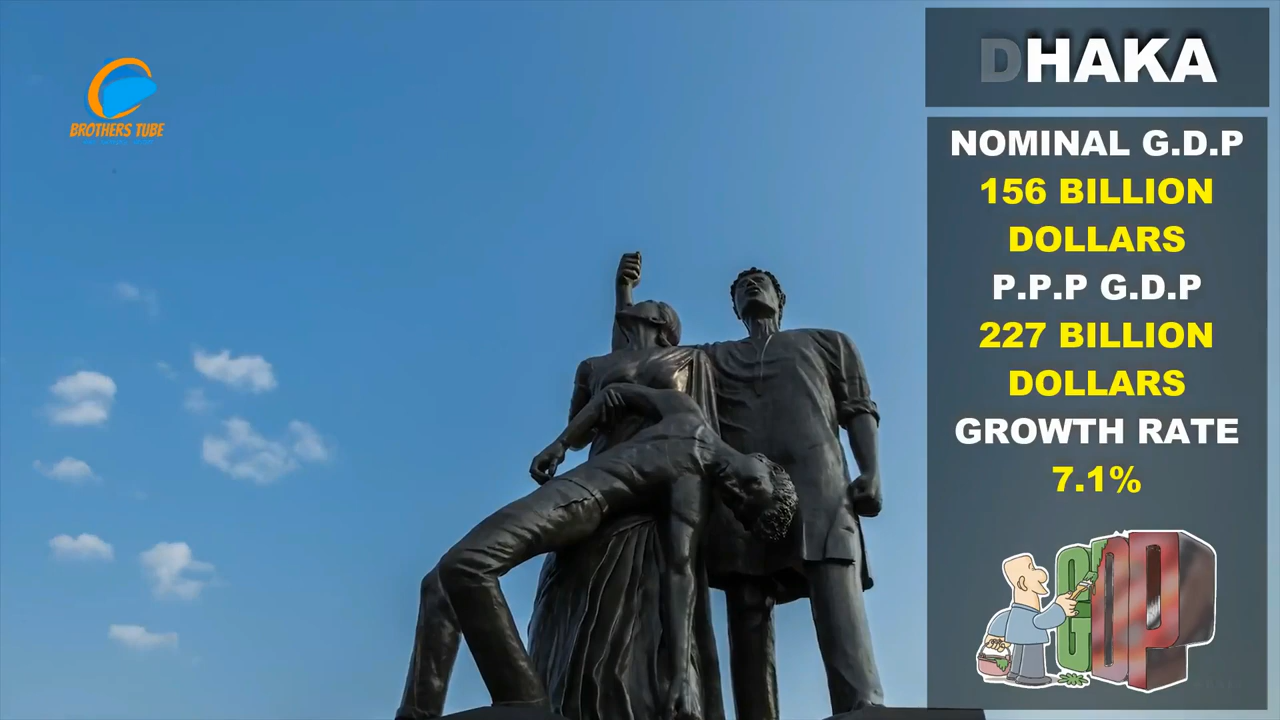 BROTHERS TUBE
DHAKA
NOMINAL G.D.P
156 BILLION
DOLLARS
P.P.P G.D.P
227 BILLION
DOLLARS
GROWTH RATE
7.1%
GDP